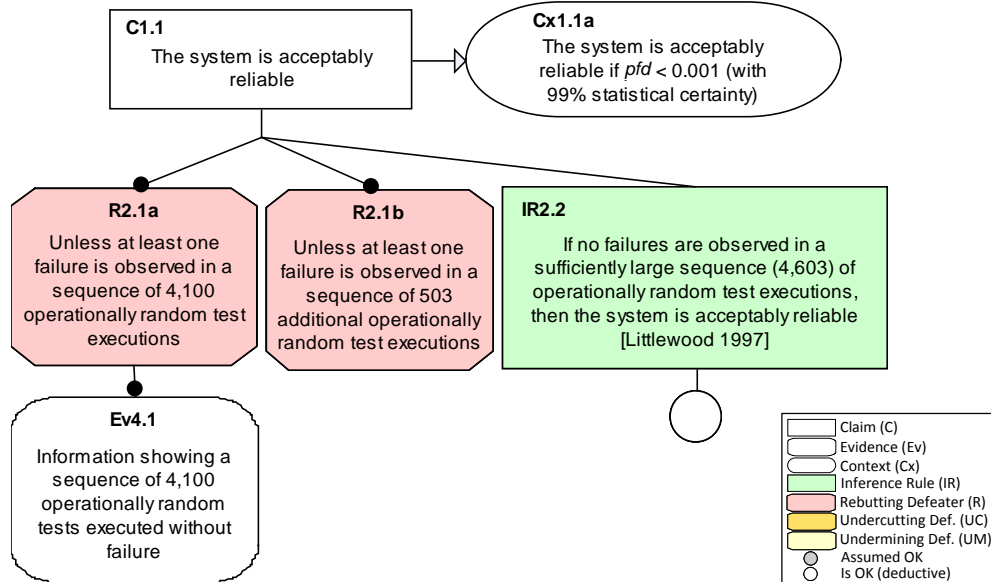 C1.1
The system is acceptably
reliable
Cx1.1a
The system is acceptably
reliable if pfd < 0.001 (with
99% statistical certainty)
R2.1a
Unless at least one
failure is observed in a
sequence of 4,100
operationally random test
executions
R2.1b
Unless at least one
failure is observed in a
sequence of 503
additional operationally
random test executions
IR2.2
If no failures are observed in a
sufficiently large sequence (4,603) of
operationally random test executions,
then the system is acceptably reliable
[Littlewood 1997]
Ev4.1
Information showing a
sequence of 4,100
operationally random
tests executed without
failure
Claim (C)
Evidence (Ev)
Context (Cx)
Inference Rule (IR)
Rebutting Defeater (R)
Undercutting Def. (UC)
Undermining Def. (UM)
Assumed OK
Is OK (deductive)